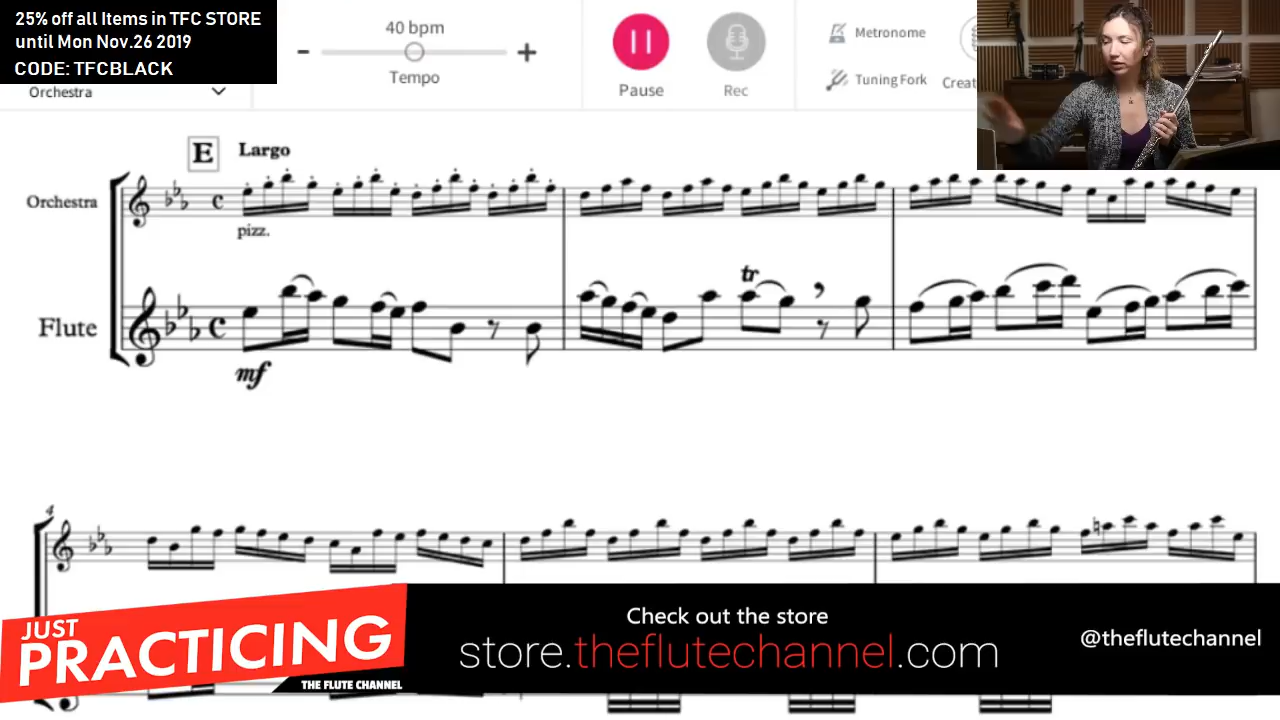 25% off all Items in TFC STORE
until Mon Nov.26 2019
CODE: TFCBLACK
Orchestra
40 bpm
- +
Tempo
Pause
Rec
Metronome
Tuning Fork
Creat
E Largo
Orchestra
pizz.
tr
Flute
mf
4
JUST
PRACTICING
THE FLUTE CHANNEL
Check out the store
store.theflutechannel.com
@theflutechannel